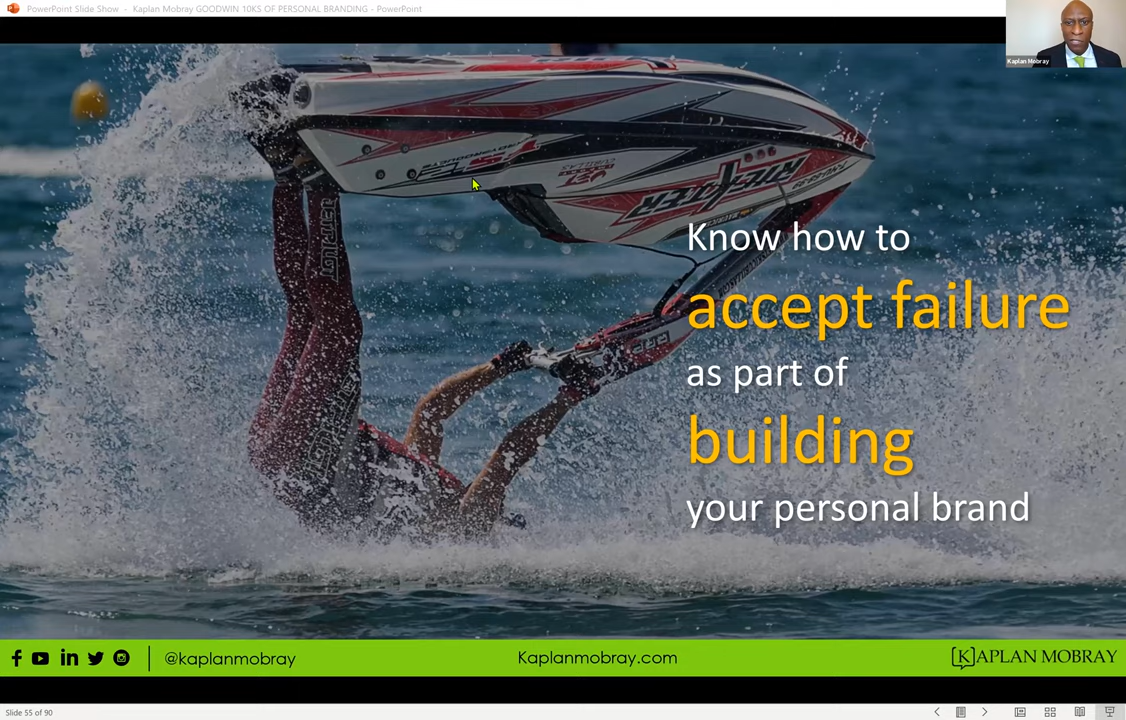 PowerPoint Slide Show - Kaplan Mobray GOODWIN 10KS OF PERSONAL BRANDING - PowerPoint
Kaplan Mobray
Know how to
accept failure
as part of
building
your personal brand
@kaplanmobray
Kaplanmobray.com
KAPLAN MOBRAY
Slide 55 of 90